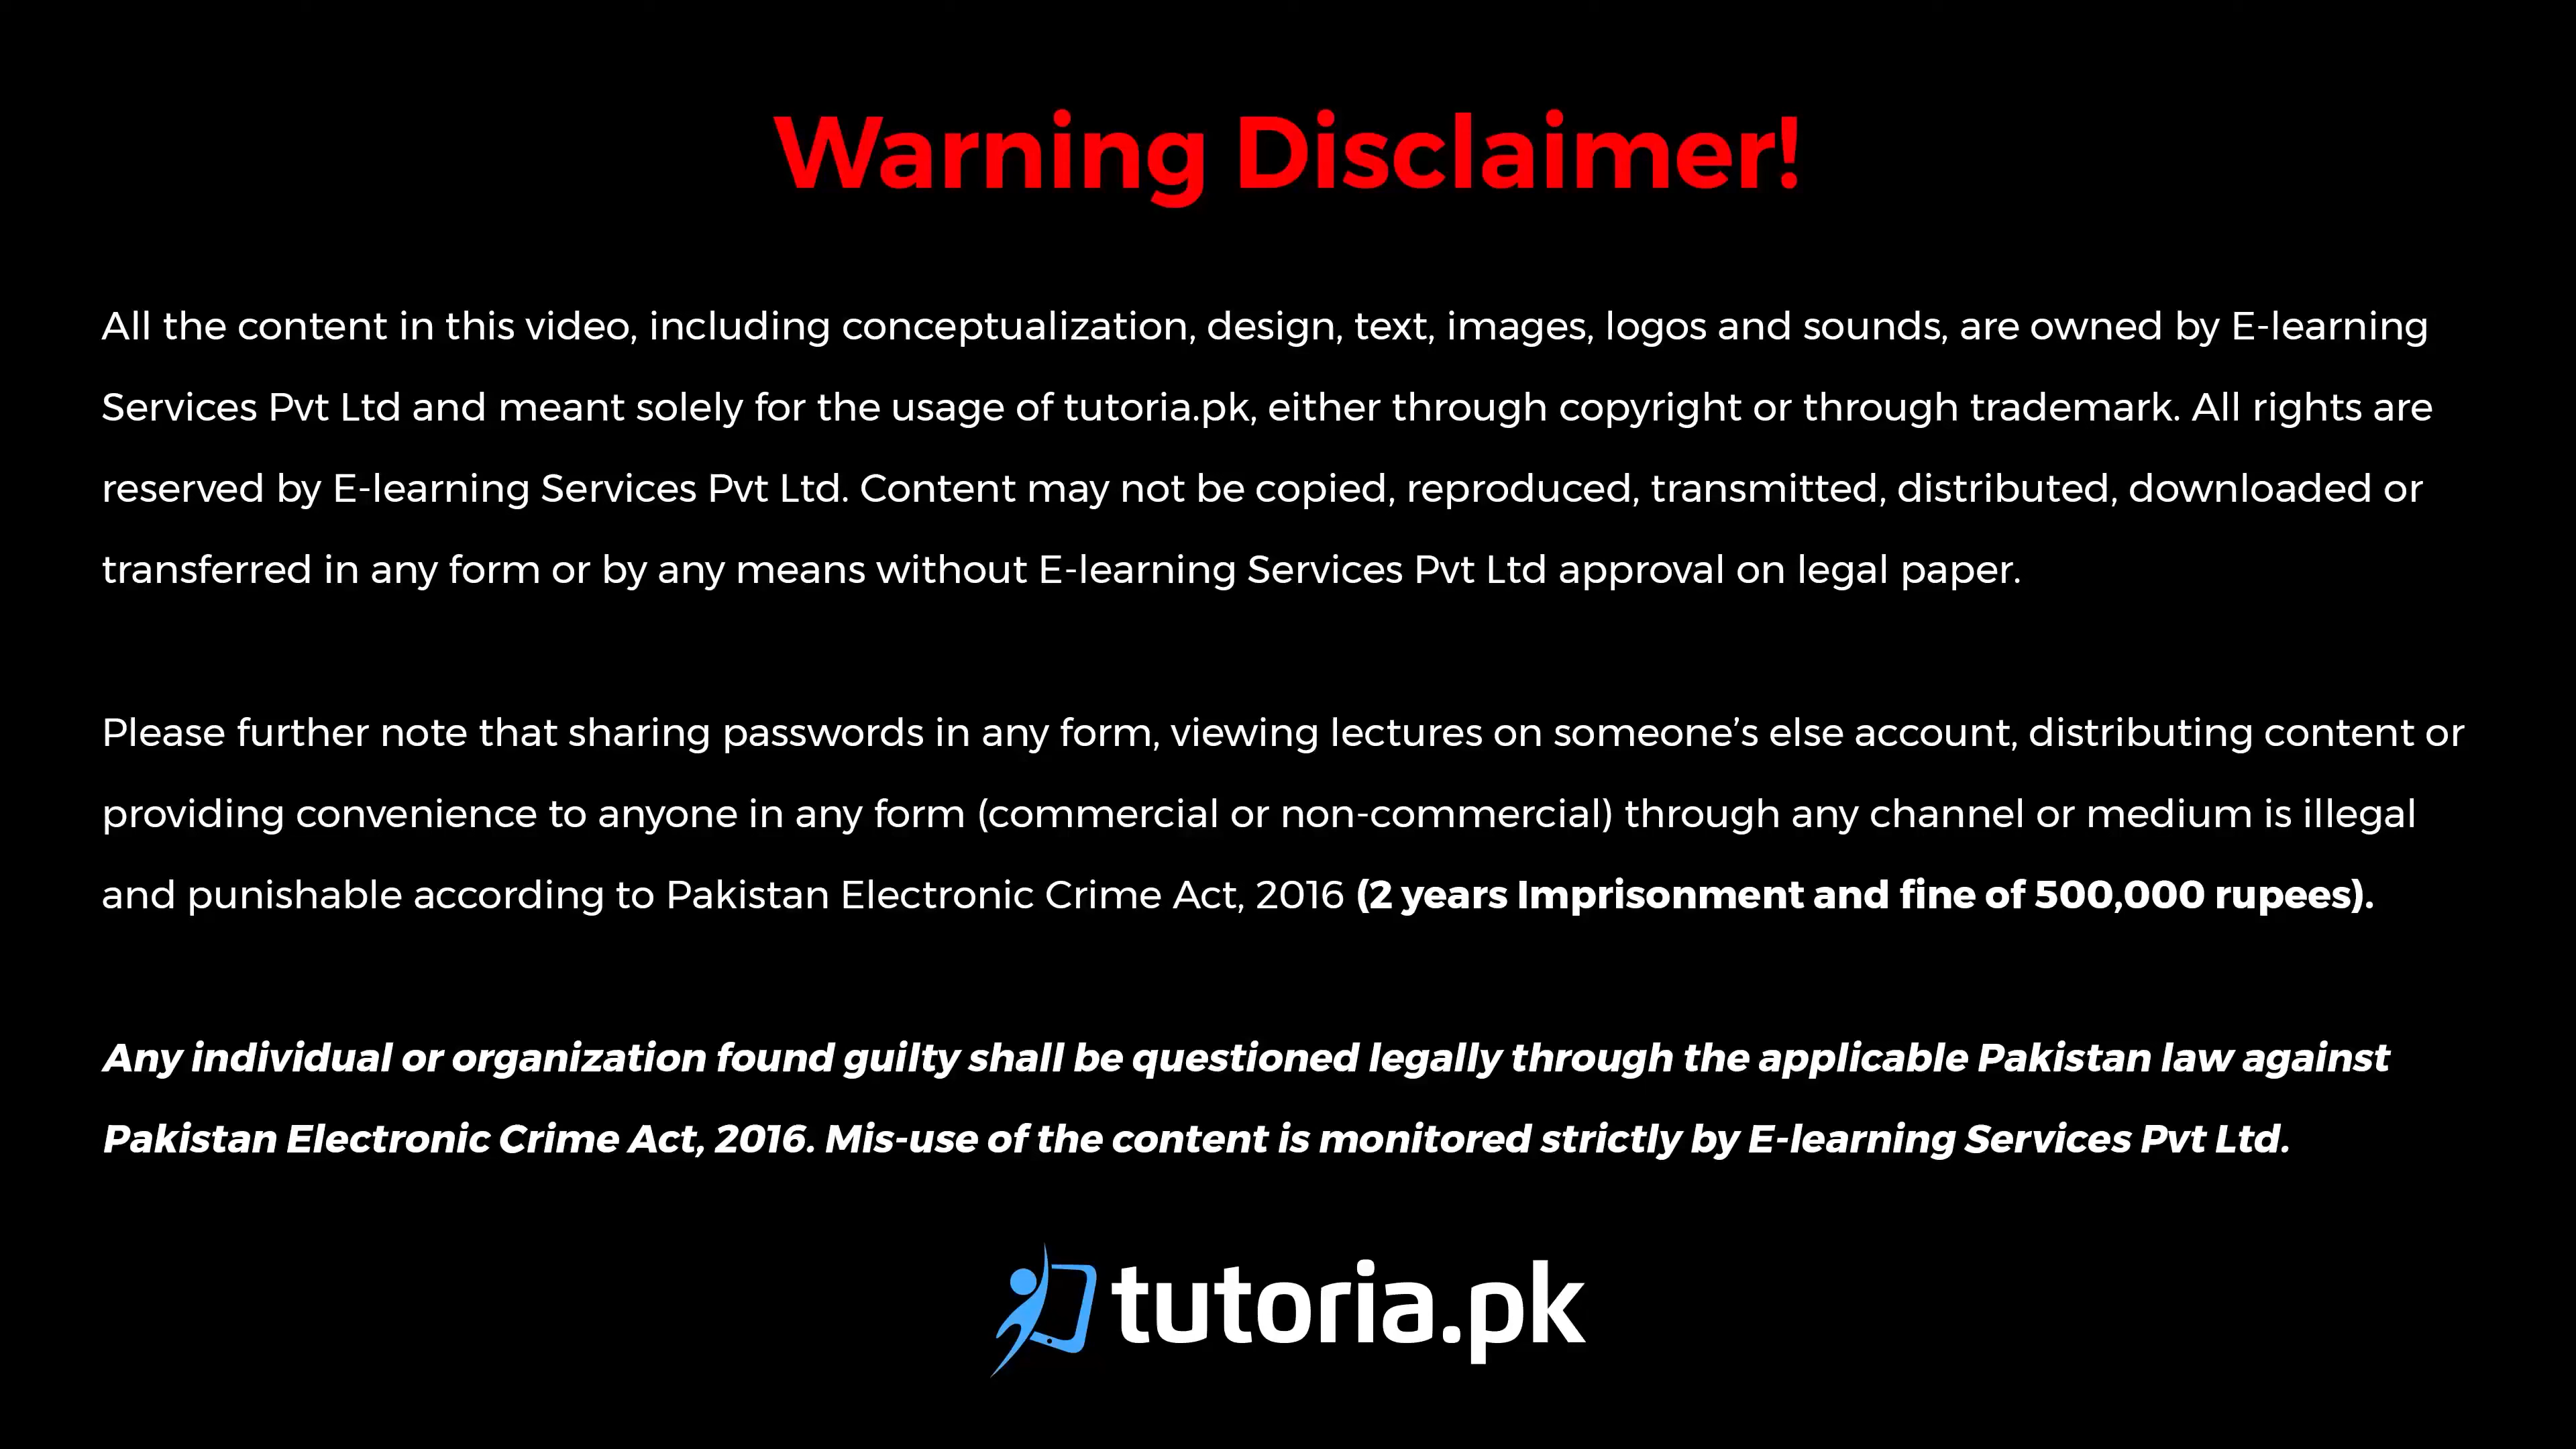 Warning Disclaimer!
All the content in this video, including conceptualization, design, text, images, logos and sounds, are owned by E-learning
Services Pvt Ltd and meant solely for the usage of tutoria.pk, either through copyright or through trademark. All rights are
reserved by E-learning Services Pvt Ltd. Content may not be copied, reproduced, transmitted, distributed, downloaded or
transferred in any form or by any means without E-learning Services Pvt Ltd approval on legal paper.
Please further note that sharing passwords in any form, viewing lectures on someone’s else account, distributing content or
providing convenience to anyone in any form (commercial or non-commercial) through any channel or medium is illegal
and punishable according to Pakistan Electronic Crime Act, 2016 (2 years Imprisonment and fine of 500,000 rupees).
Any individual or organization found guilty shall be questioned legally through the applicable Pakistan law against
Pakistan Electronic Crime Act, 2016. Mis-use of the content is monitored strictly by E-learning Services Pvt Ltd.
tutoria.pk